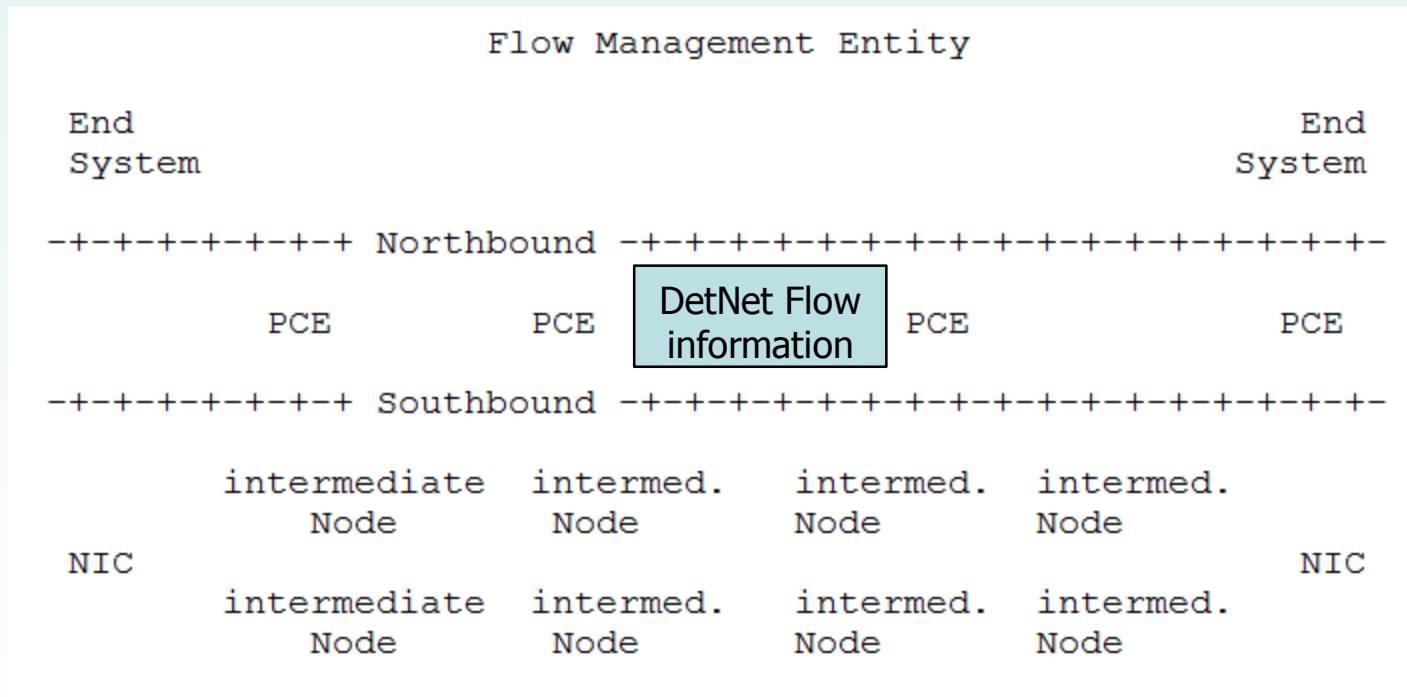 Flow Management Entity
End End
System System
-+-+-+-+-+-+-+ Northbound -+-+-+-+-+-+-+-+-+-+-+-+-+-+-+-+-+-
DetNet Flow
PCE PCE information PCE PCE
-+-+-+-+-+-+-+ Southbound -+-+-+-+-+-+-+-+-+-+-+-+-+-+-+-+-+-
intermediate intermed. intermed. intermed.
Node Node Node Node
NIC NIC
intermediate intermed. intermed. intermed.
Node Node Node Node